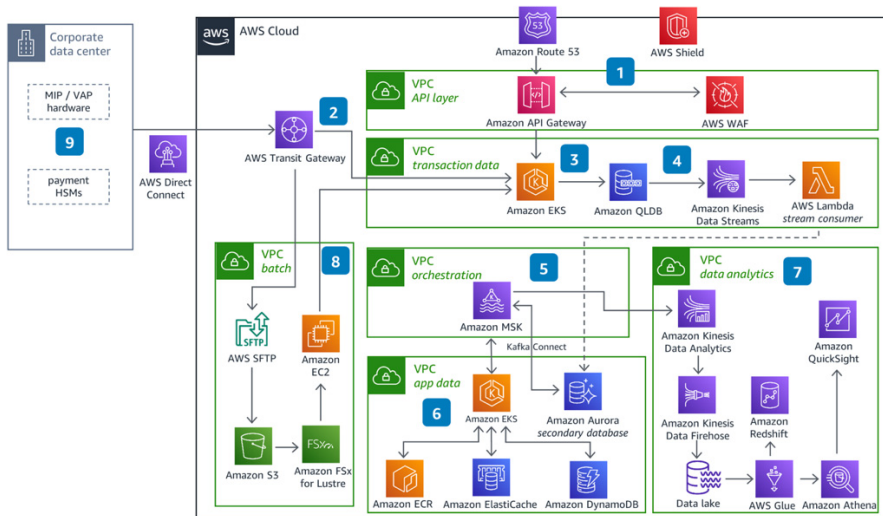 Corporate
data center
MIP / VAP
hardware
9
payment
HSMs
AWS Direct
Connect
aws
AWS Cloud
53
Amazon Route 53
AWS Shield
VPC
API layer
1
Amazon API Gateway
AWS WAF
2
AWS Transit Gateway
VPC
transaction data
3
4
K
Amazon EKS
Amazon QLDB
Amazon Kinesis
Data Streams
AWS Lambda
stream consumer
VPC
batch
8
SFTP
AWS SFTP
Amazon
EC2
Amazon S3
FSx
Amazon FSx
for Lustre
VPC
orchestration
5
Amazon MSK
Kafka Connect
VPC
app data
6
K
Amazon EKS
Amazon Aurora
secondary database
Amazon ECR
Amazon ElastiCache
Amazon DynamoDB
VPC
data analytics
7
Amazon Kinesis
Data Analytics
Amazon
QuickSight
Amazon Kinesis
Data Firehose
Amazon
Redshift
Data lake
AWS Glue
Amazon Athena